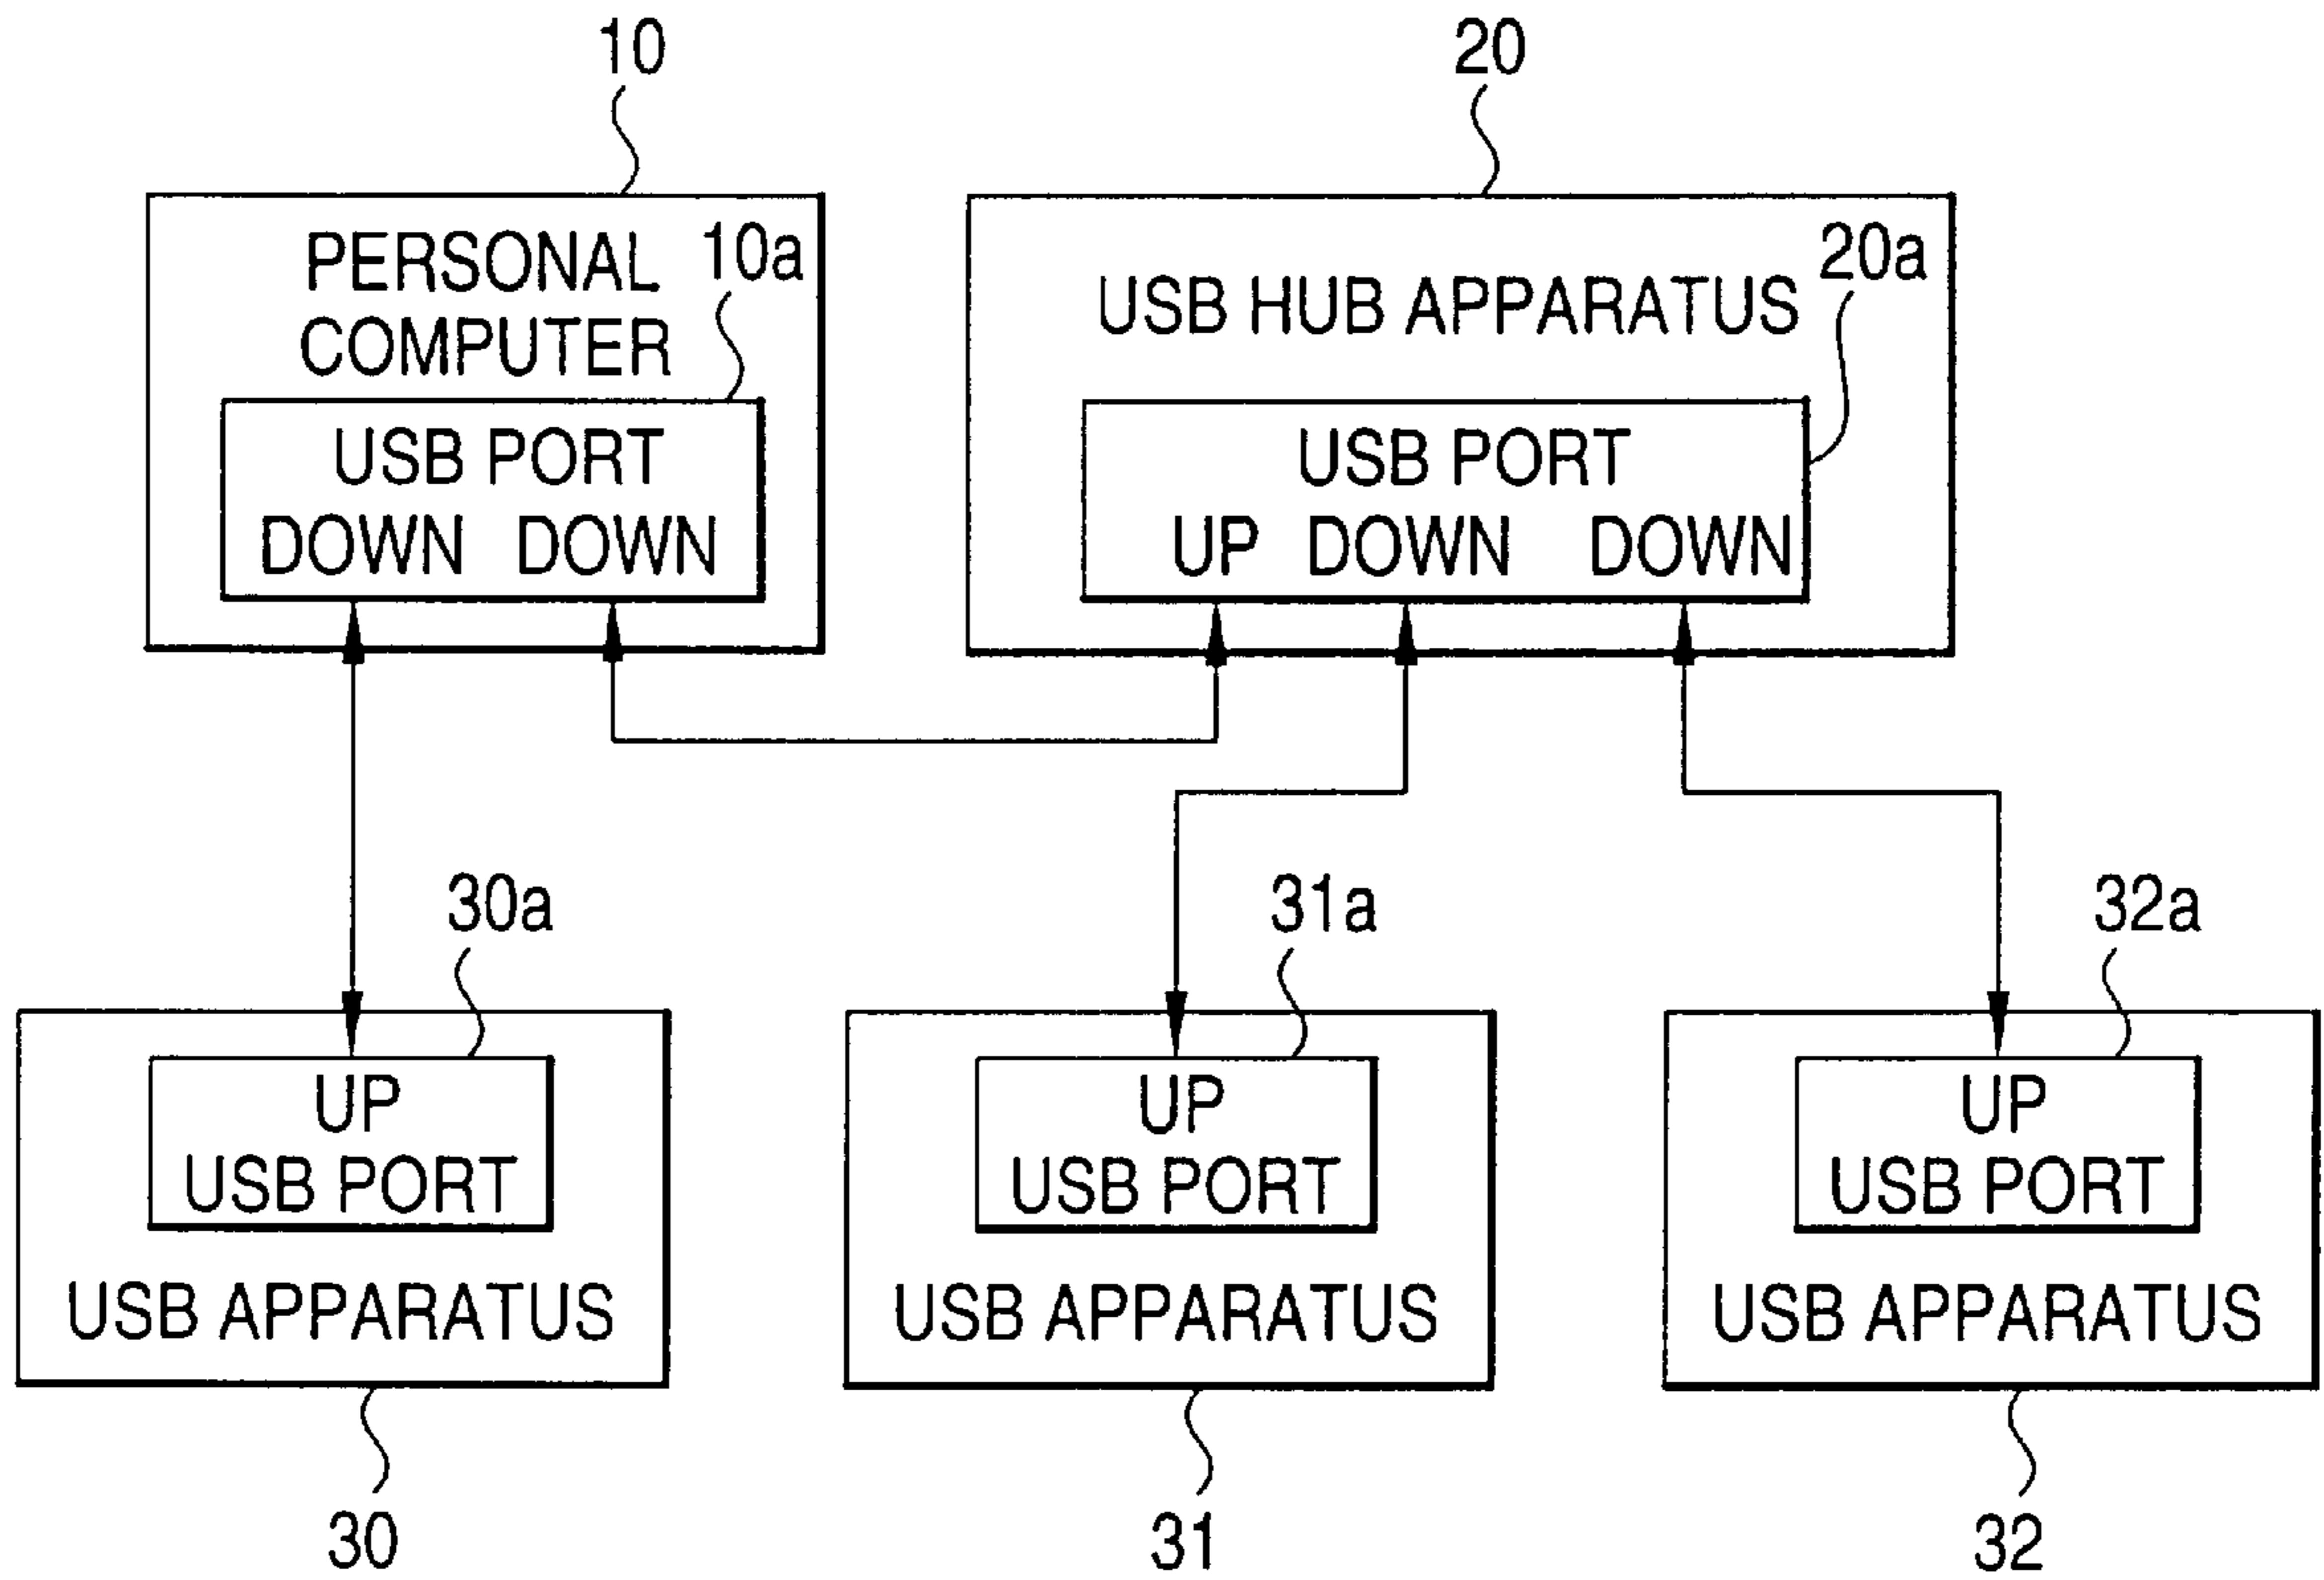 10
20
PERSONAL
COMPUTER
10a
USB HUB APPARATUS
20a
USB PORT
DOWN DOWN
USB PORT
UP DOWN DOWN
30a
31a
32a
UP
USB PORT
USB APPARATUS
UP
USB PORT
USB APPARATUS
UP
USB PORT
USB APPARATUS
30
31
32